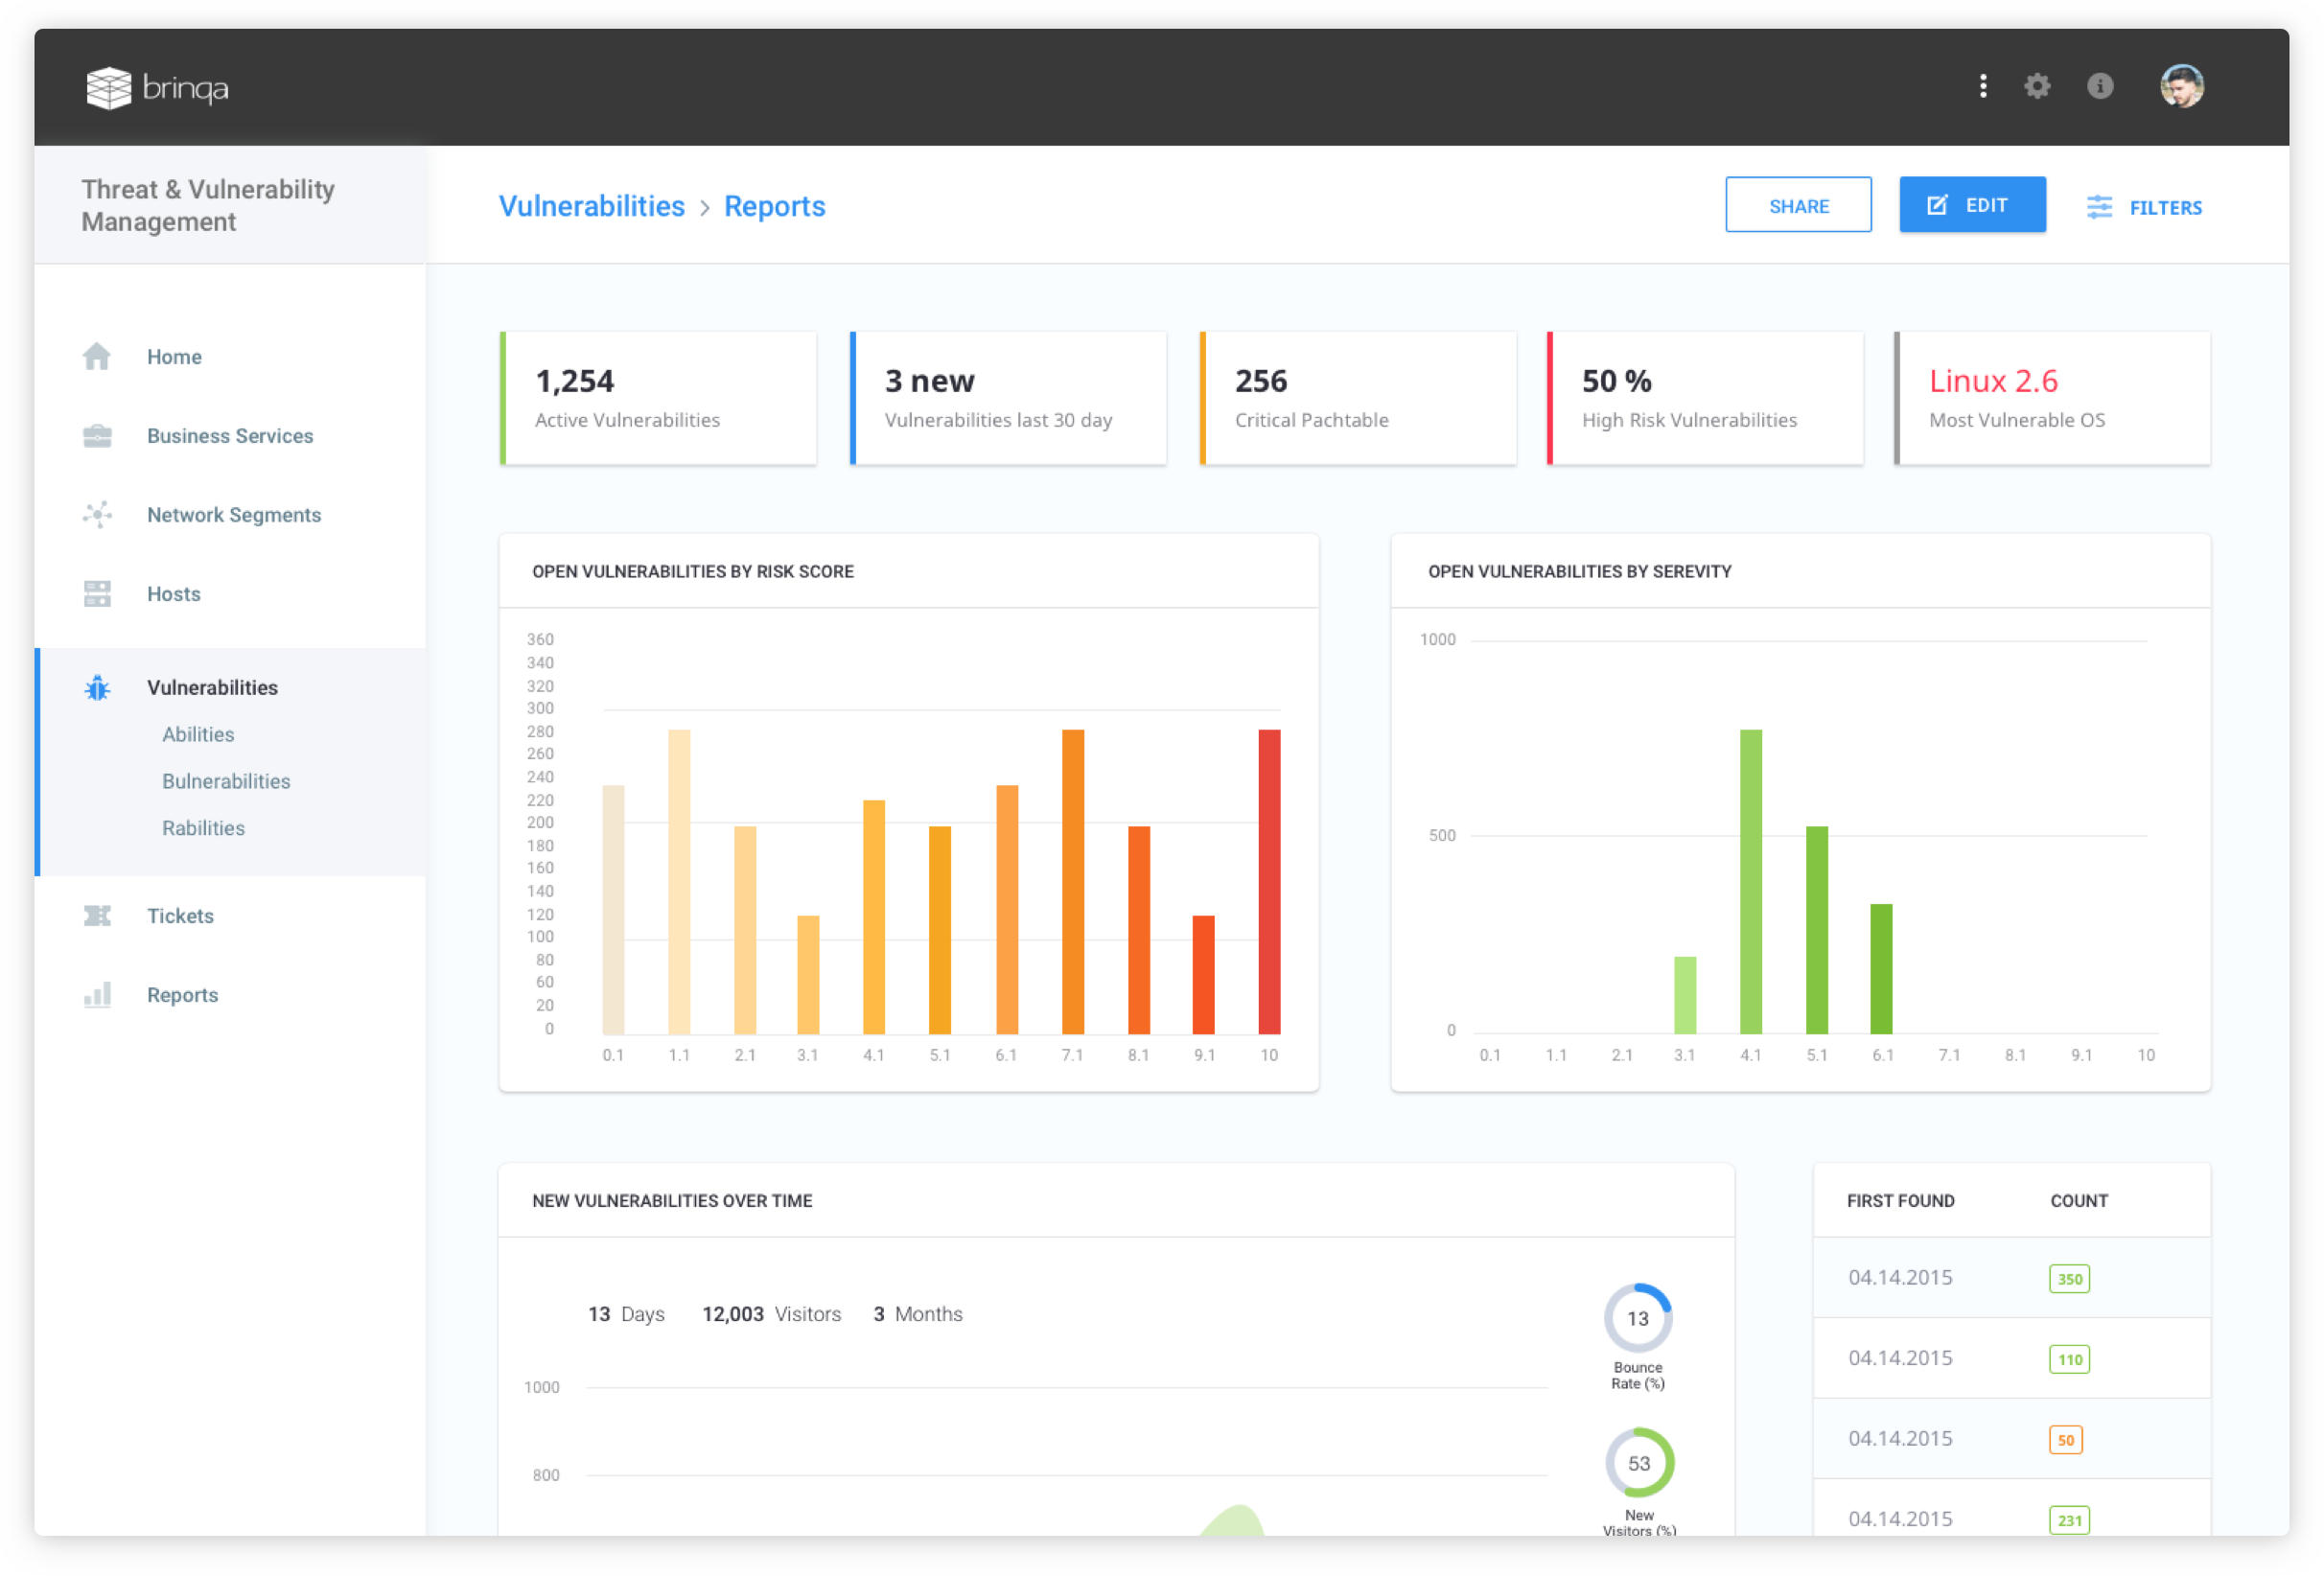 brinqa
Threat & Vulnerability
Management
Vulnerabilities > Reports
SHARE
EDIT
FILTERS
Home
Business Services
Network Segments
Hosts
Vulnerabilities
Abilities
Bulnerabilities
Rabilities
Tickets
Reports
1,254
Active Vulnerabilities
3 new
Vulnerabilities last 30 day
256
Critical Pachtable
50 %
High Risk Vulnerabilities
Linux 2.6
Most Vulnerable OS
OPEN VULNERABILITIES BY RISK SCORE
360
340
320
300
280
260
240
220
200
180
160
140
120
100
80
60
20
0
0.1 1.1 2.1 3.1 4.1 5.1 6.1 7.1 8.1 9.1 10
OPEN VULNERABILITIES BY SEREVITY
1000
500
0
0.1 1.1 2.1 3.1 4.1 5.1 6.1 7.1 8.1 9.1 10
NEW VULNERABILITIES OVER TIME
13 Days 12,003 Visitors 3 Months
1000
800
13
Bounce
Rate (%)
53
New
Visitors (%)
FIRST FOUND COUNT
04.14.2015 350
04.14.2015 110
04.14.2015 50
04.14.2015 231